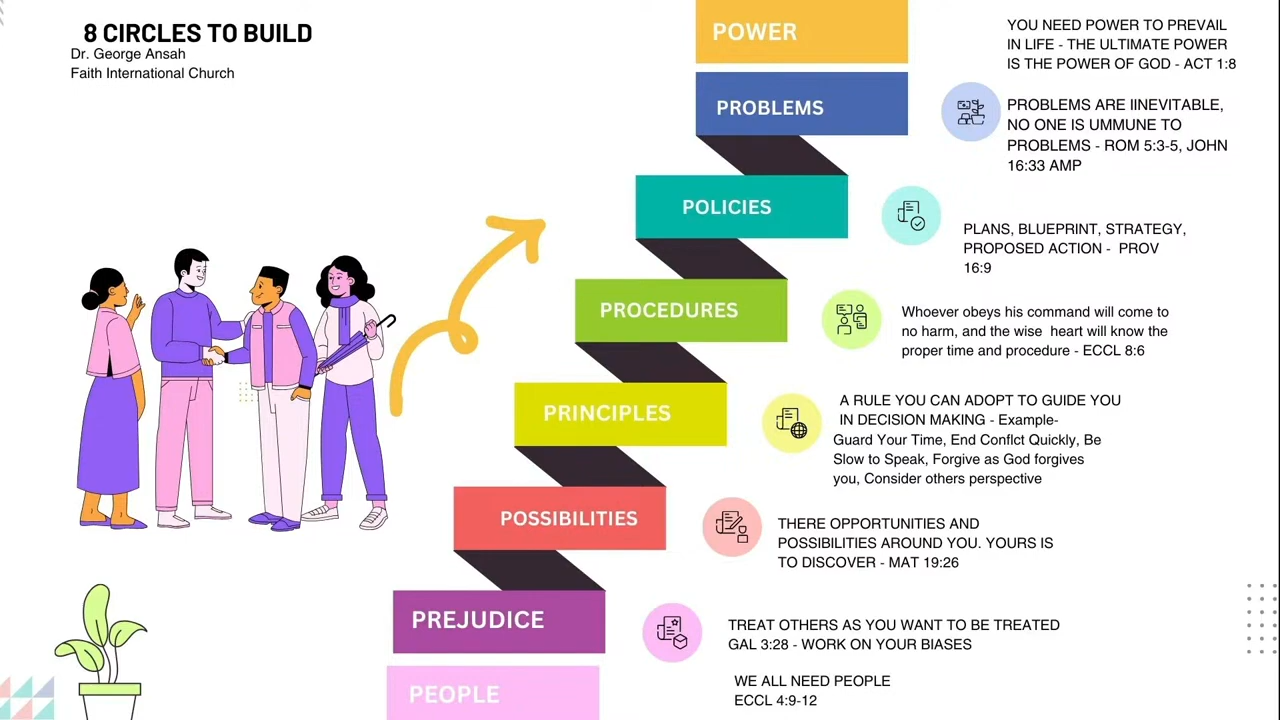 8 CIRCLES TO BUILD
Dr. George Ansah
Faith International Church
POWER
YOU NEED POWER TO PREVAIL
IN LIFE - THE ULTIMATE POWER
IS THE POWER OF GOD - ACT 1:8
PROBLEMS
PROBLEMS ARE IINEVITABLE,
NO ONE IS UMMUNE TO
PROBLEMS - ROM 5:3-5, JOHN
16:33 AMP
POLICIES
PLANS, BLUEPRINT, STRATEGY,
PROPOSED ACTION - PROV
16:9
PROCEDURES
Whoever obeys his command will come to
no harm, and the wise heart will know the
proper time and procedure - ECCL 8:6
PRINCIPLES
A RULE YOU CAN ADOPT TO GUIDE YOU
IN DECISION MAKING - Example-
Guard Your Time, End Conflct Quickly, Be
Slow to Speak, Forgive as God forgives
you, Consider others perspective
POSSIBILITIES
THERE OPPORTUNITIES AND
POSSIBILITIES AROUND YOU. YOURS IS
TO DISCOVER - MAT 19:26
PREJUDICE
TREAT OTHERS AS YOU WANT TO BE TREATED
GAL 3:28 - WORK ON YOUR BIASES
PEOPLE
WE ALL NEED PEOPLE
ECCL 4:9-12